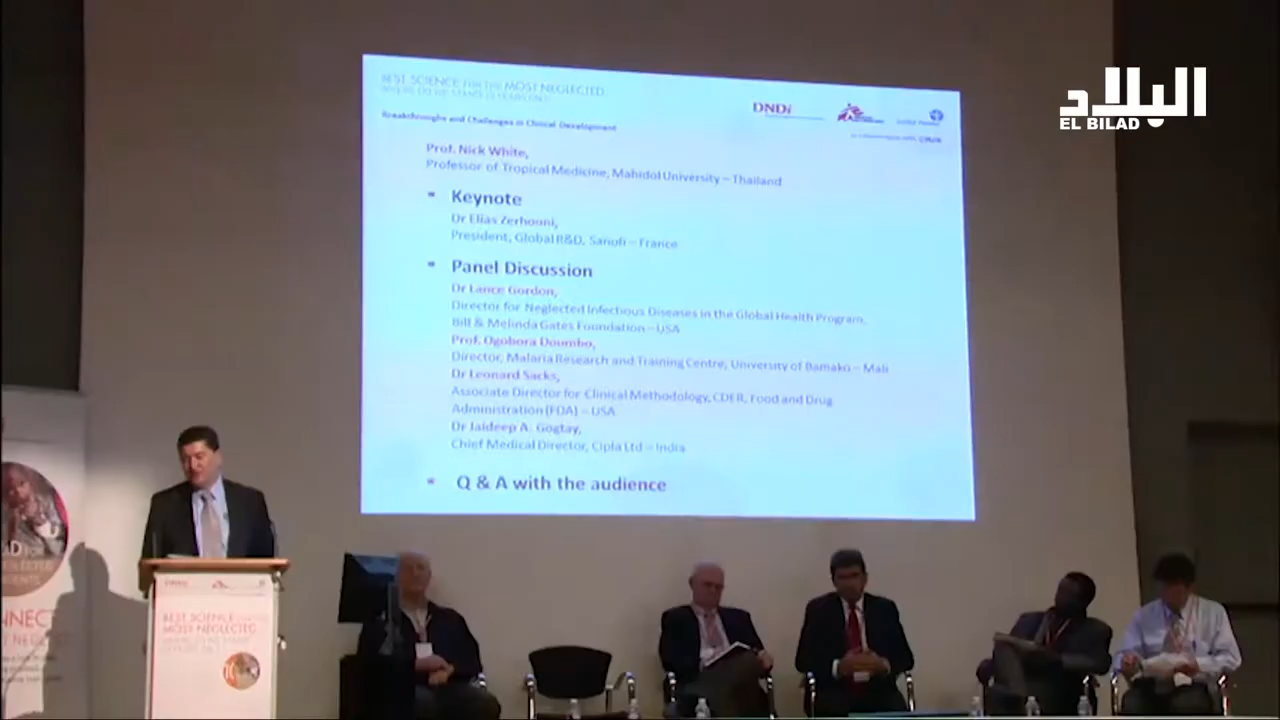 البلاد
EL BILAD
BEST SCIENCE FOR THE MOST NEGLECTED
Breakthroughs and Challenges in Clinical Development
DNDi
Prof. Nick White,
Professor of Tropical Medicine, Mahidol University – Thailand
Keynote
Dr Elias Zerhouni,
President, Global R&D, Sanofi – France
Panel Discussion
Dr Lance Gordon,
Director for Neglected Infectious Diseases in the Global Health Program,
Bill & Melinda Gates Foundation – USA
Prof. Ogobora Doumbo,
Director, Malaria Research and Training Centre, University of Bamako – Mali
Dr Leonard Sacks,
Associate Director for Clinical Methodology, CDER, Food and Drug
Administration (FDA) – USA
Dr Jaideep A. Gogtay,
Chief Medical Director, Cipla Ltd – India
Q & A with the audience
DNDi
BEST SCIENCE FOR THE
MOST NEGLECTED